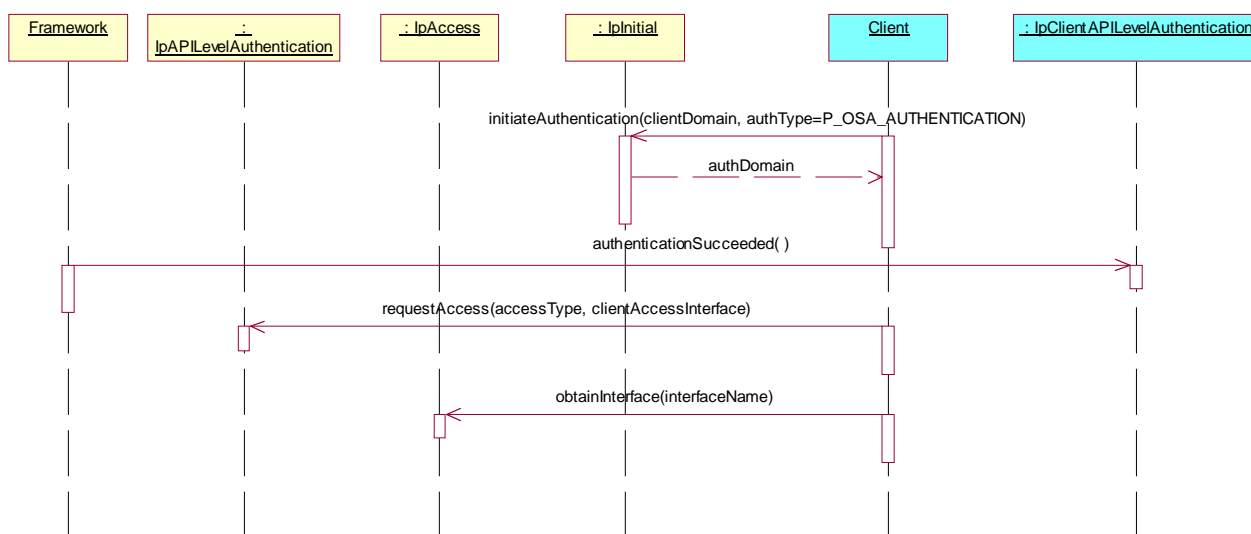 Framework
:
IpAPILevelAuthentication
: IpAccess
: IpInitial
Client
: IpClientAPILevelAuthentication
initiateAuthentication(clientDomain, authType=P_OSA_AUTHENTICATION)
authDomain
authenticationSucceeded( )
requestAccess(accessType, clientAccessInterface)
obtainInterface(interfaceName)